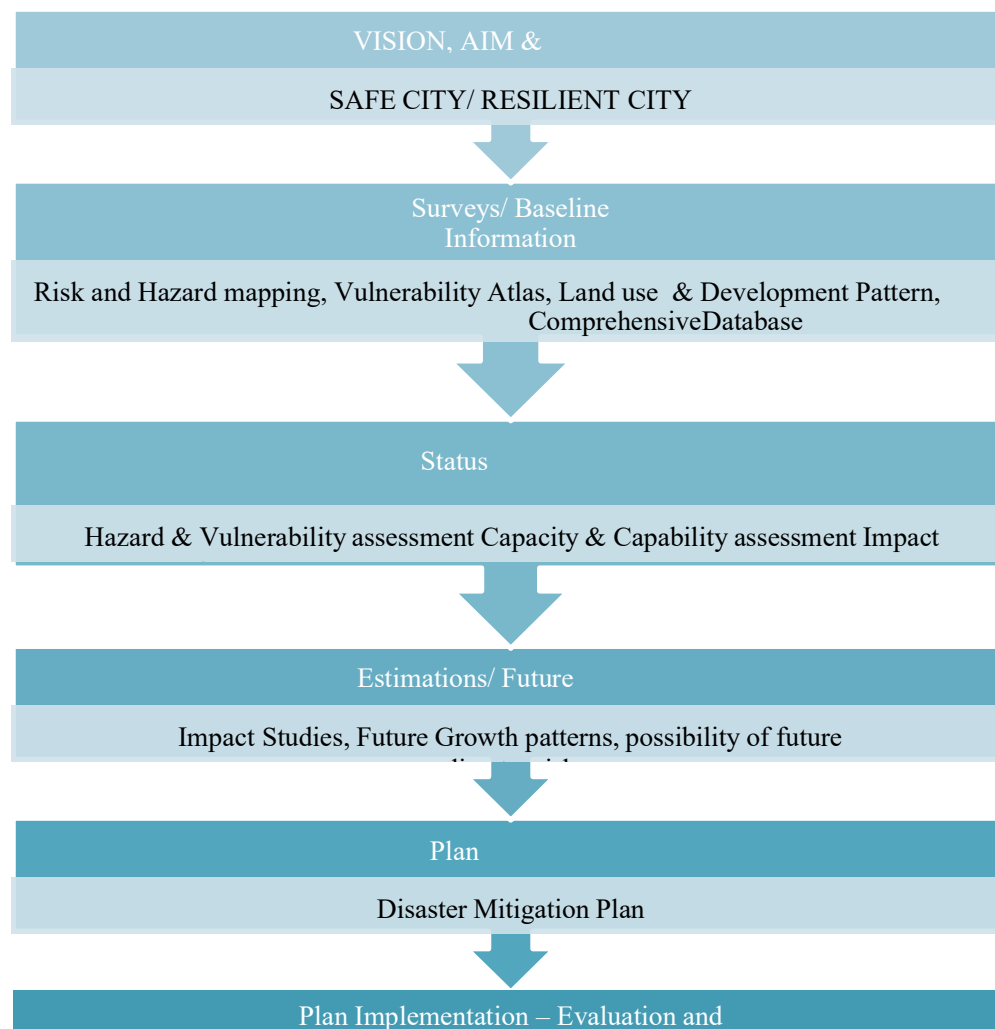 VISION, AIM &
SAFE CITY/ RESILIENT CITY
Surveys/ Baseline
Information
Risk and Hazard mapping, Vulnerability Atlas, Land use & Development Pattern,
ComprehensiveDatabase
Status
Hazard & Vulnerability assessment Capacity & Capability assessment Impact
Estimations/ Future
Impact Studies, Future Growth patterns, possibility of future
Plan
Disaster Mitigation Plan
Plan Implementation – Evaluation and